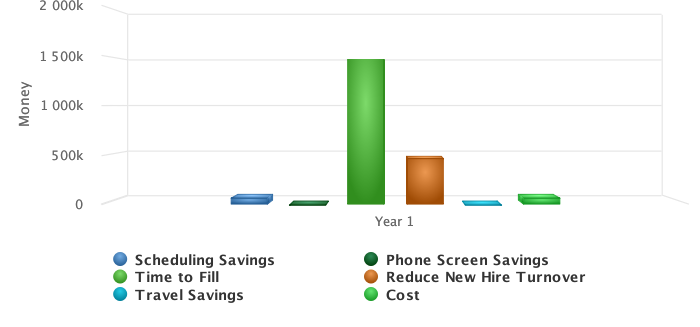 2 000k
1 500k
1 000k
500k
0
Money
Year 1
Scheduling Savings
Phone Screen Savings
Time to Fill
Reduce New Hire Turnover
Travel Savings
Cost